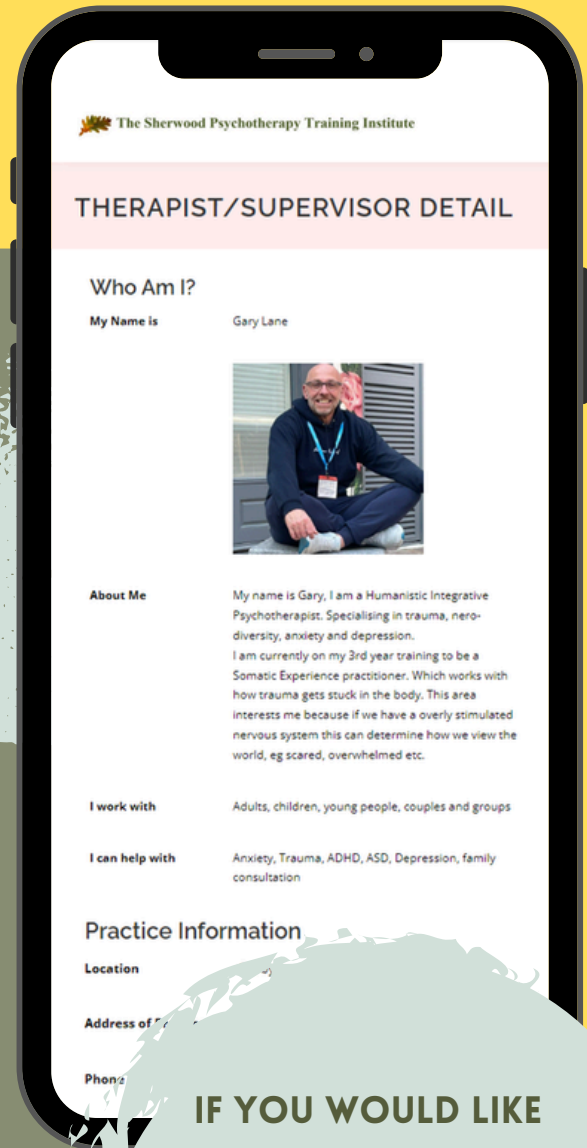 The Sherwood Psychotherapy Training Institute
THERAPIST/SUPERVISOR DETAIL
Who Am I?
My Name is Gary Lane
About Me My name is Gary, I am a Humanistic Integrative
Psychotherapist. Specialising in trauma, nero-
diversity, anxiety and depression.
I am currently on my 3rd year training to be a
Somatic Experience practitioner. Which works with
how trauma gets stuck in the body. This area
interests me because if we have a overly stimulated
nervous system this can determine how we view the
world, eg scared, overwhelmed etc.
I work with Adults, children, young people, couples and groups
I can help with Anxiety, Trauma, ADHD, ASD, Depression, family
consultation
Practice Information
Location
Address of
Phone
IF YOU WOULD LIKE